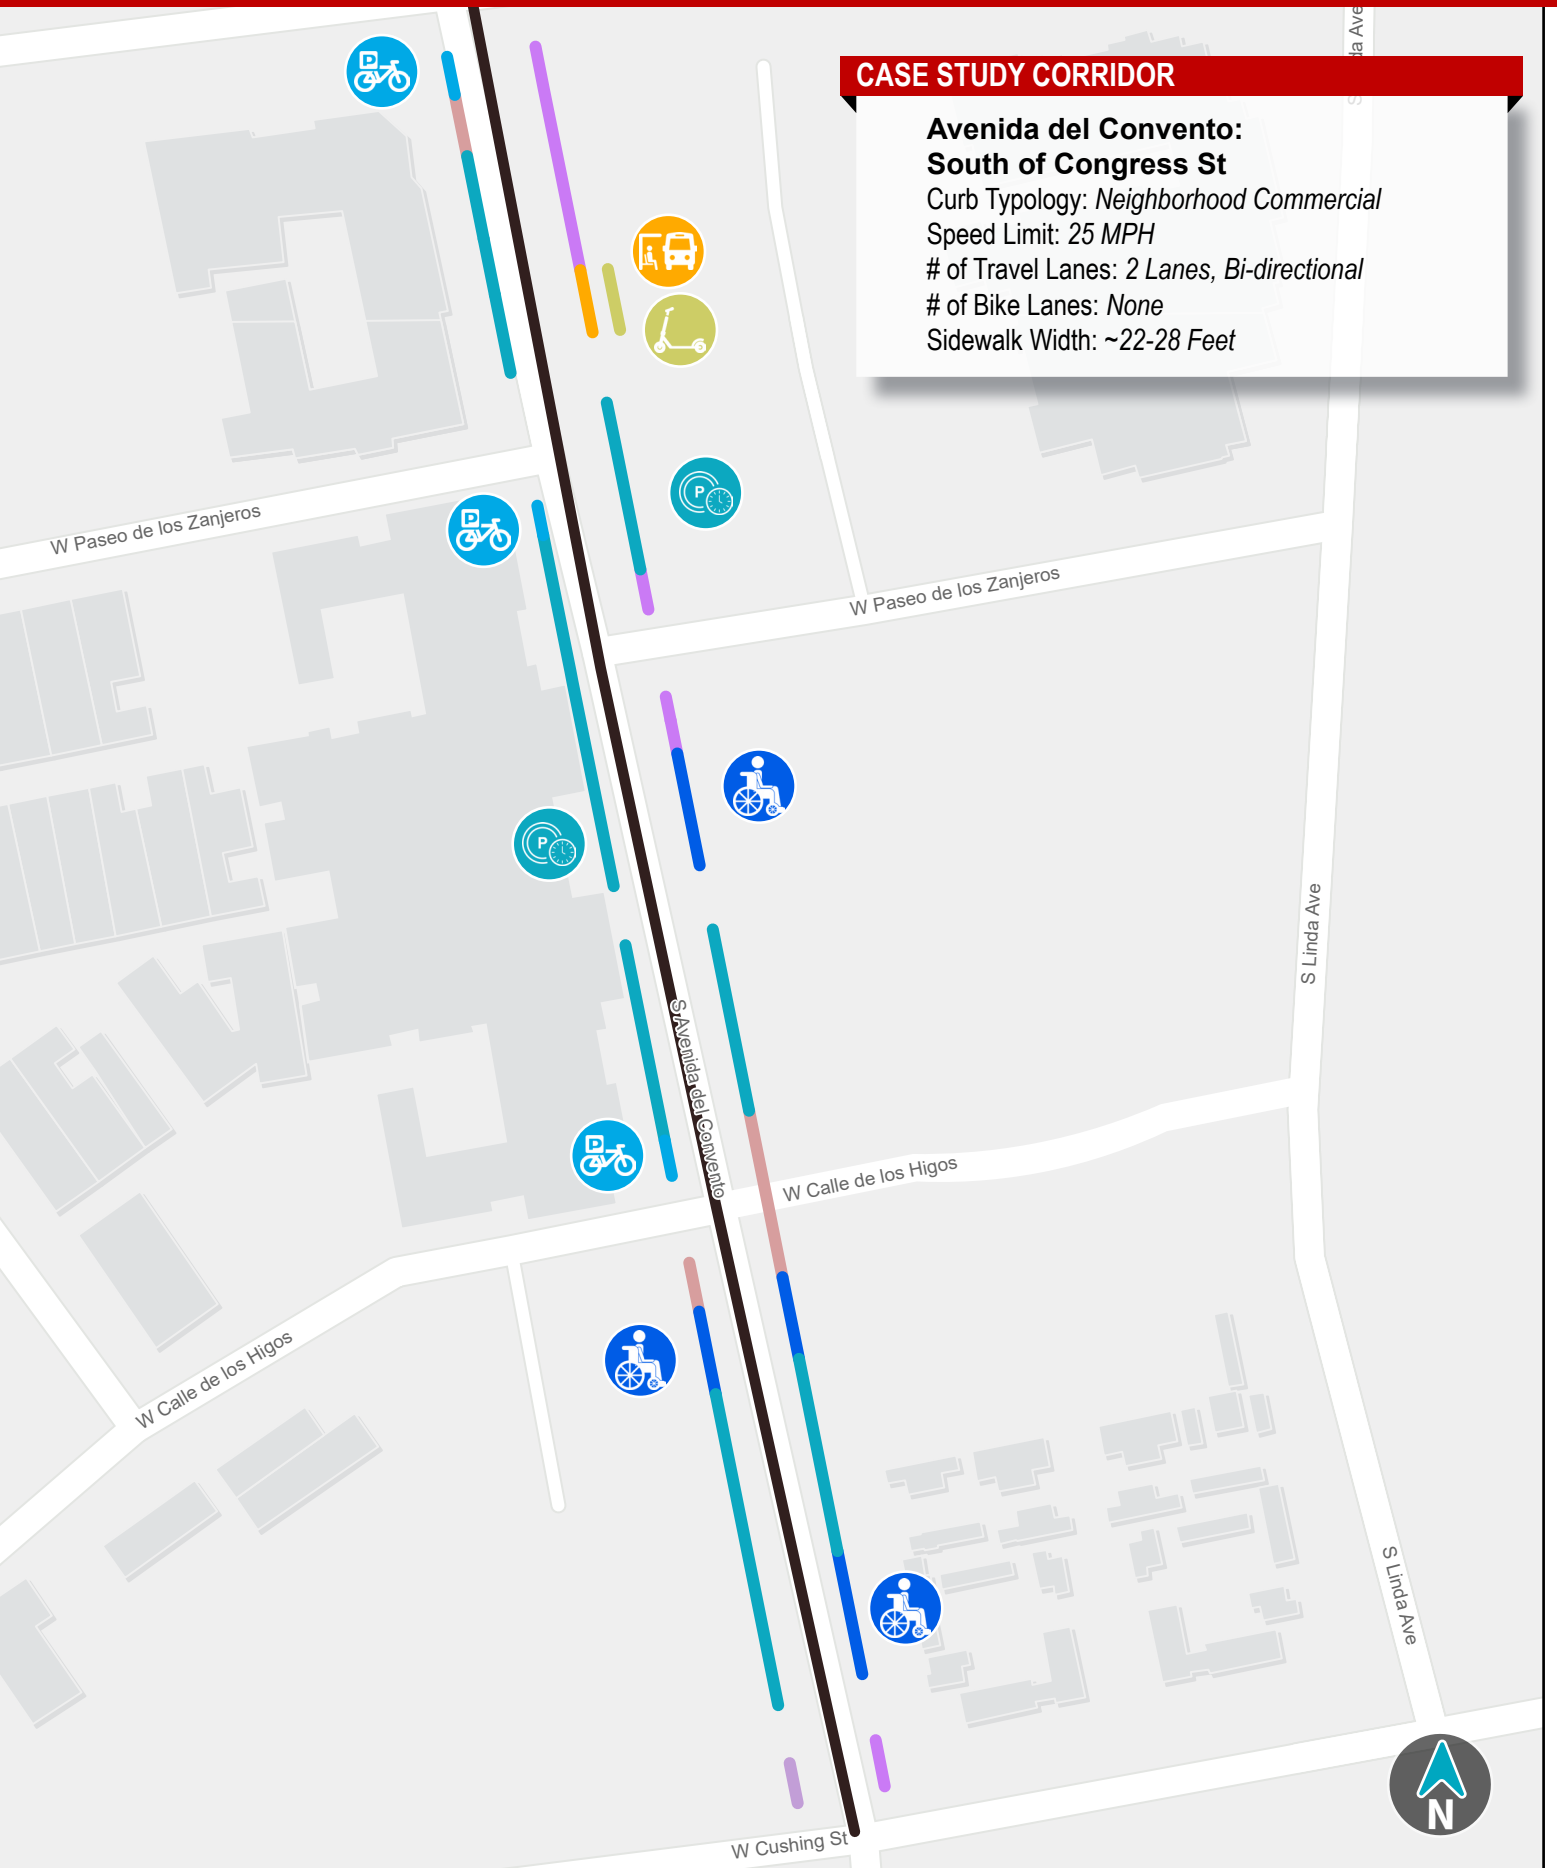 CASE STUDY CORRIDOR
Avenida del Convento:
South of Congress St
Curb Typology: Neighborhood Commercial
Speed Limit: 25 MPH
# of Travel Lanes: 2 Lanes, Bi-directional
# of Bike Lanes: None
Sidewalk Width: ~22-28 Feet
P
P
W Paseo de los Zanjeros
P
W Paseo de los Zanjeros
P
S Linda Ave
S Avenida del Convento
P
W Calle de los Higos
W Calle de los Higos
S Linda Ave
N
W Cushing St